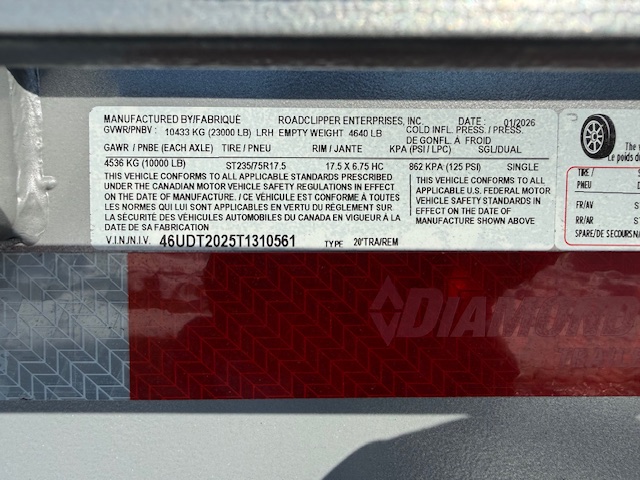 MANUFACTURED BY/FABRIQUE ROADCLIPPER ENTERPRISES, INC. DATE : 01/2026
GVWR/PNBV : 10433 KG (23000 LB) LRH EMPTY WEIGHT 4640 LB COLD INFL. PRESS./PRESS.
DE GONFL. À FROID
GAWR / PNBE (EACH AXLE) TIRE / PNEU RIM / JANTE KPA (PSI / LPC) SGL/DUAL
4536 KG (10000 LB) ST235/75R17.5 17.5 X 6.75 HC 862 KPA (125 PSI) SINGLE
THIS VEHICLE CONFORMS TO ALL APPLICABLE STANDARDS PRESCRIBED
UNDER THE CANADIAN MOTOR VEHICLE SAFETY REGULATIONS IN EFFECT
ON THE DATE OF MANUFACTURE. / CE VÉHICULE EST CONFORME À
TOUTES LES NORMES QUI LUI SONT APPLICABLES EN VERTU DU RÉGLEMENT SUR
LA SÉCURITÉ DES VÉHICULES AUTOMOBILES DU CANADA EN VIGUEUR À LA
DATE DE SA FABRICATION.
THIS VEHICLE CONFORMS TO ALL
APPLICABLE U.S. FEDERAL MOTOR
VEHICLE SAFETY STANDARDS IN
EFFECT ON THE DATE OF
MANUFACTURE SHOWN ABOVE
V.I.N./N.I.V. 46UDT2025T1310561 TYPE 20'TRA/REM
The
Le poids
TIRE/
PNEU
FR/AV
RR/AR
SPARE/DE SECOURS
DIAMOND